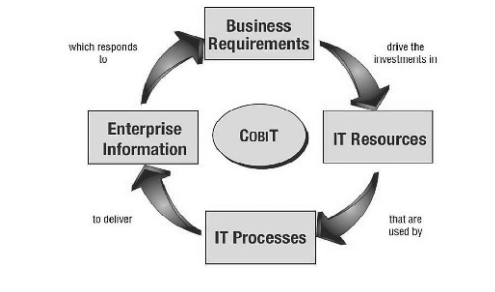 Business
Requirements
which responds
to
drive the
investments in
Enterprise
Information
COBIT
IT Resources
to deliver
that are
used by
IT Processes